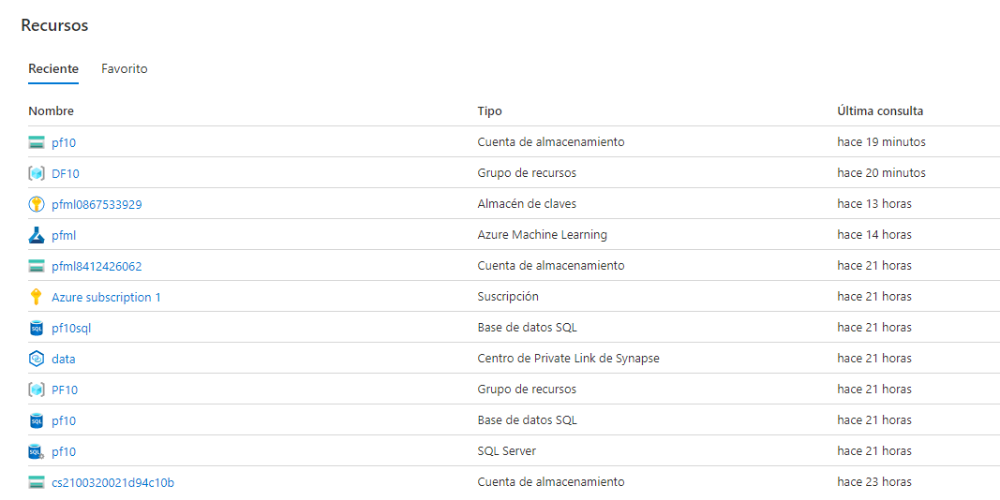 Recursos
Reciente Favorito
Nombre Tipo Última consulta
pf10 Cuenta de almacenamiento hace 19 minutos
DF10 Grupo de recursos hace 20 minutos
pfml0867533929 Almacén de claves hace 13 horas
pfml Azure Machine Learning hace 14 horas
pfml8412426062 Cuenta de almacenamiento hace 21 horas
Azure subscription 1 Suscripción hace 21 horas
SQL pf10sql Base de datos SQL hace 21 horas
data Centro de Private Link de Synapse hace 21 horas
PF10 Grupo de recursos hace 21 horas
SQL pf10 Base de datos SQL hace 21 horas
SQL pf10 SQL Server hace 21 horas
cs2100320021d94c10b Cuenta de almacenamiento hace 23 horas